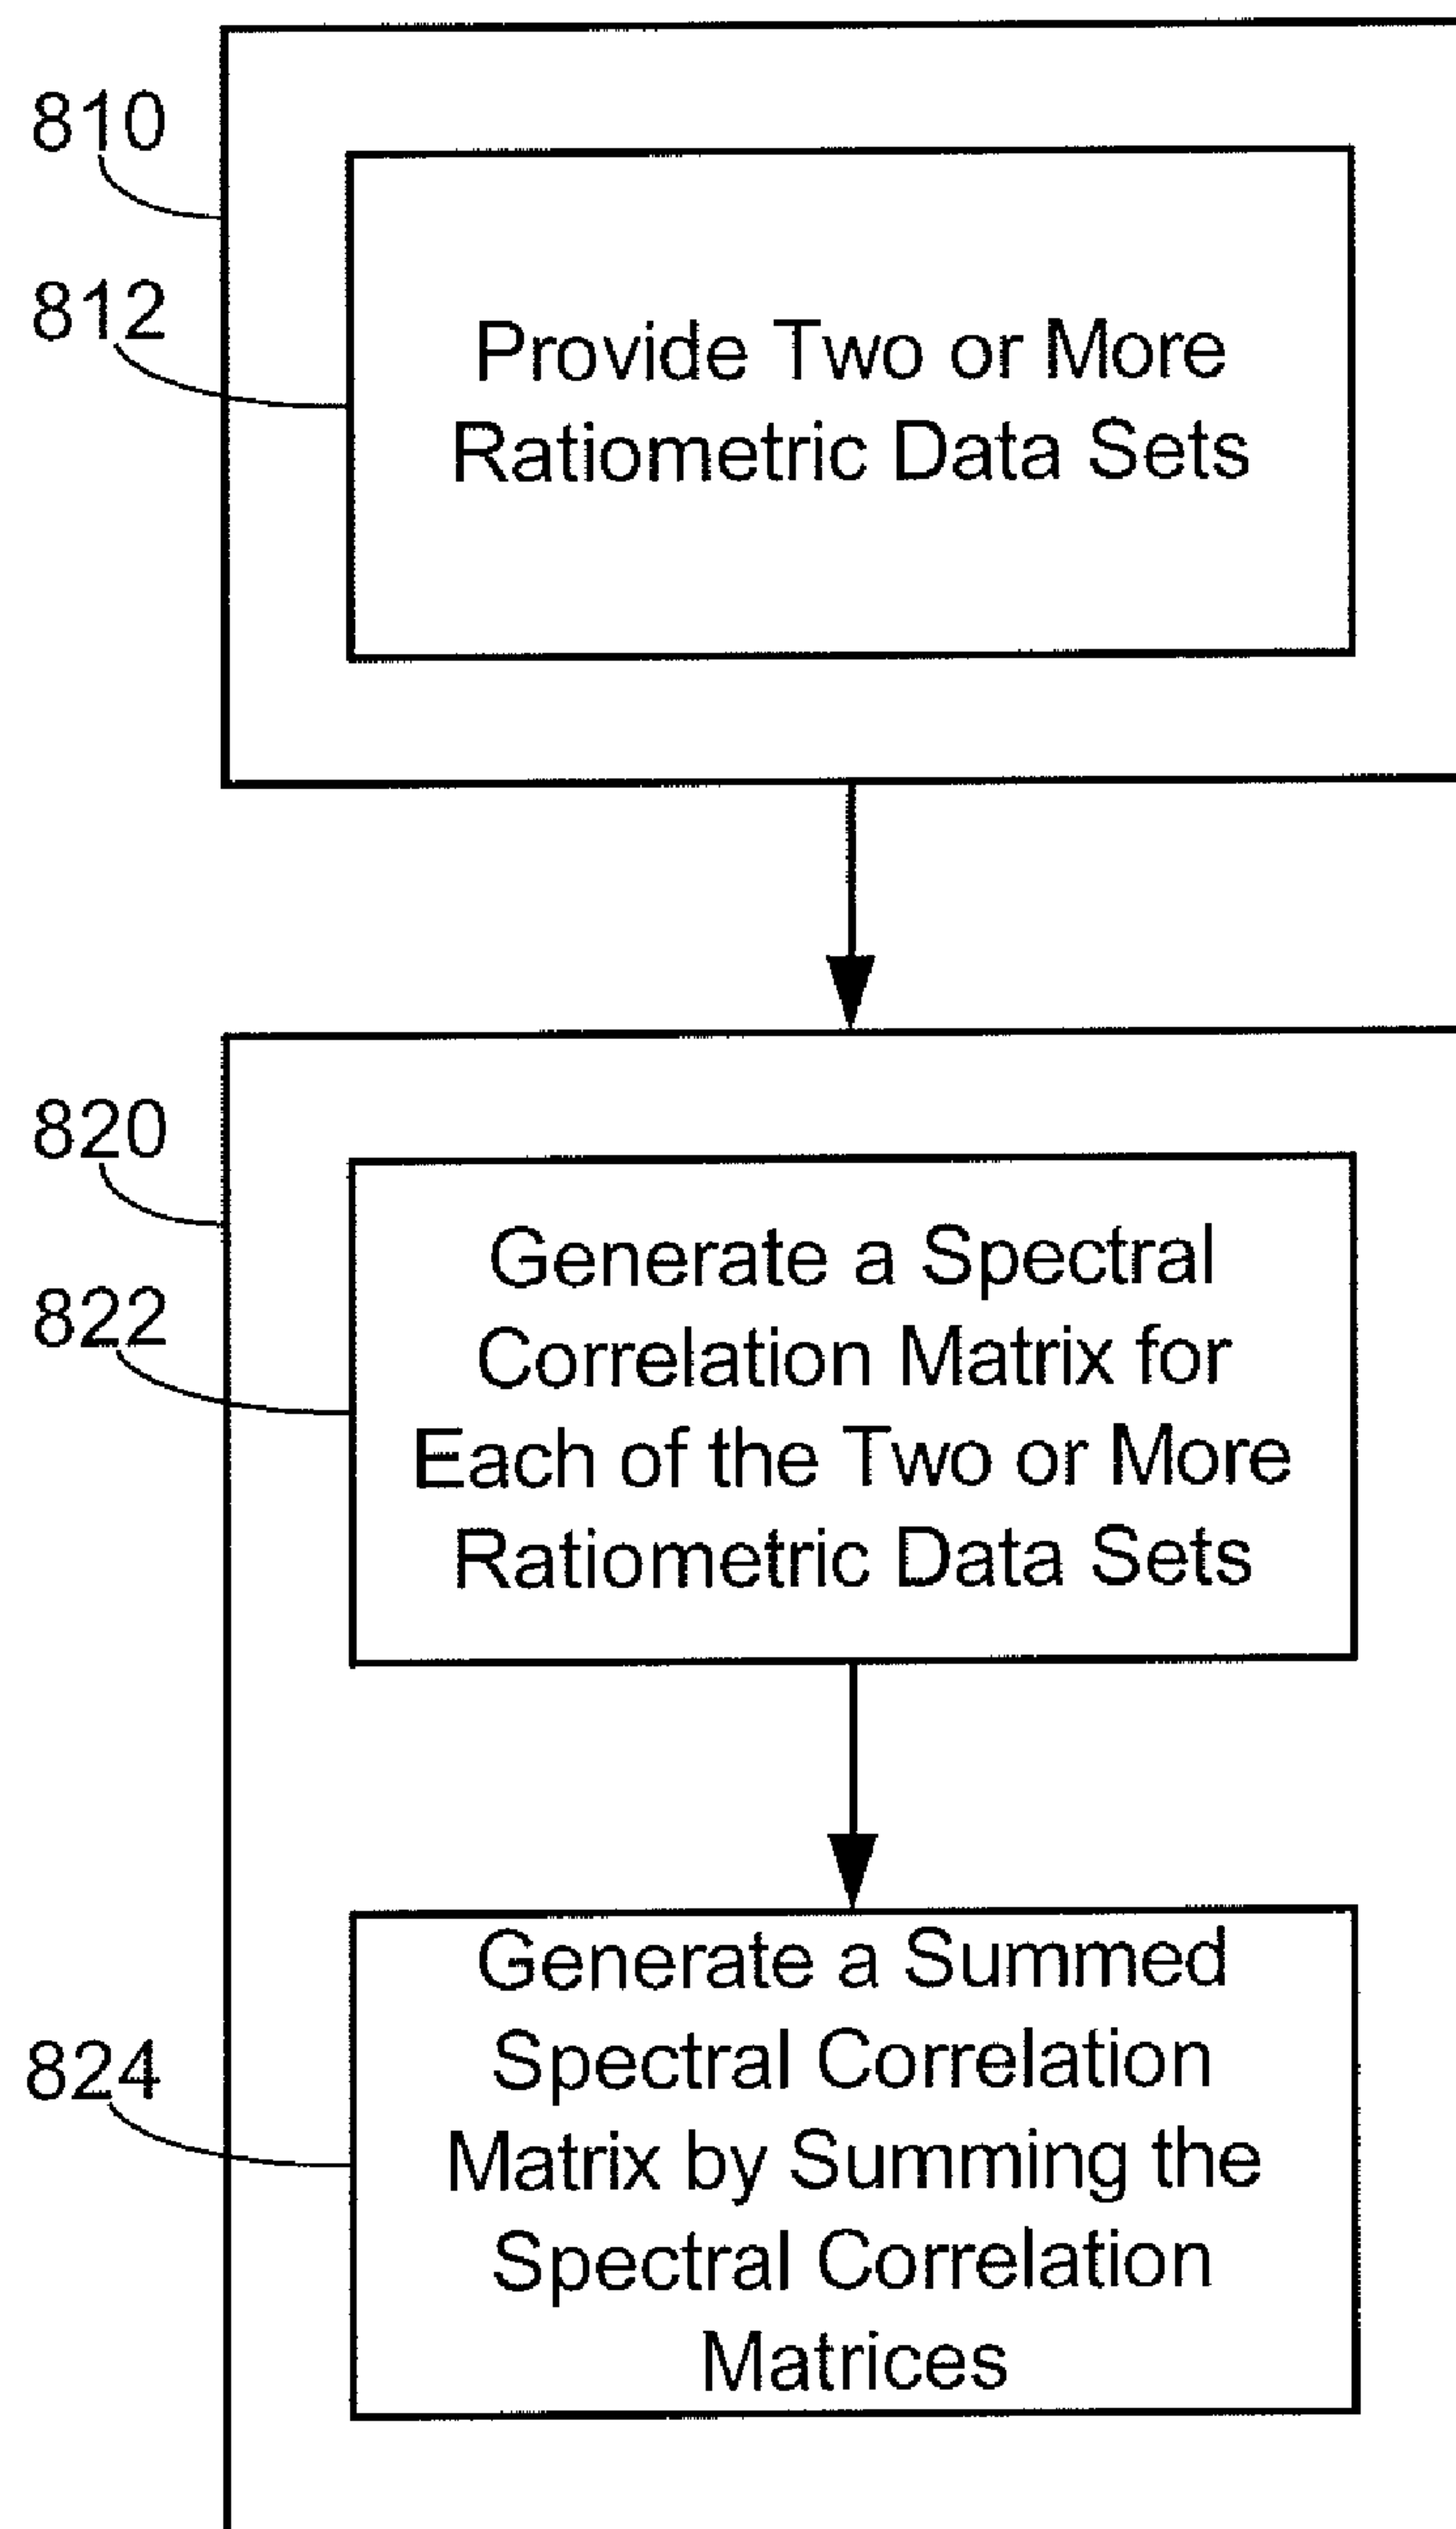 810
812
Provide Two or More
Ratiometric Data Sets
820
822
Generate a Spectral
Correlation Matrix for
Each of the Two or More
Ratiometric Data Sets
824
Generate a Summed
Spectral Correlation
Matrix by Summing the
Spectral Correlation
Matrices